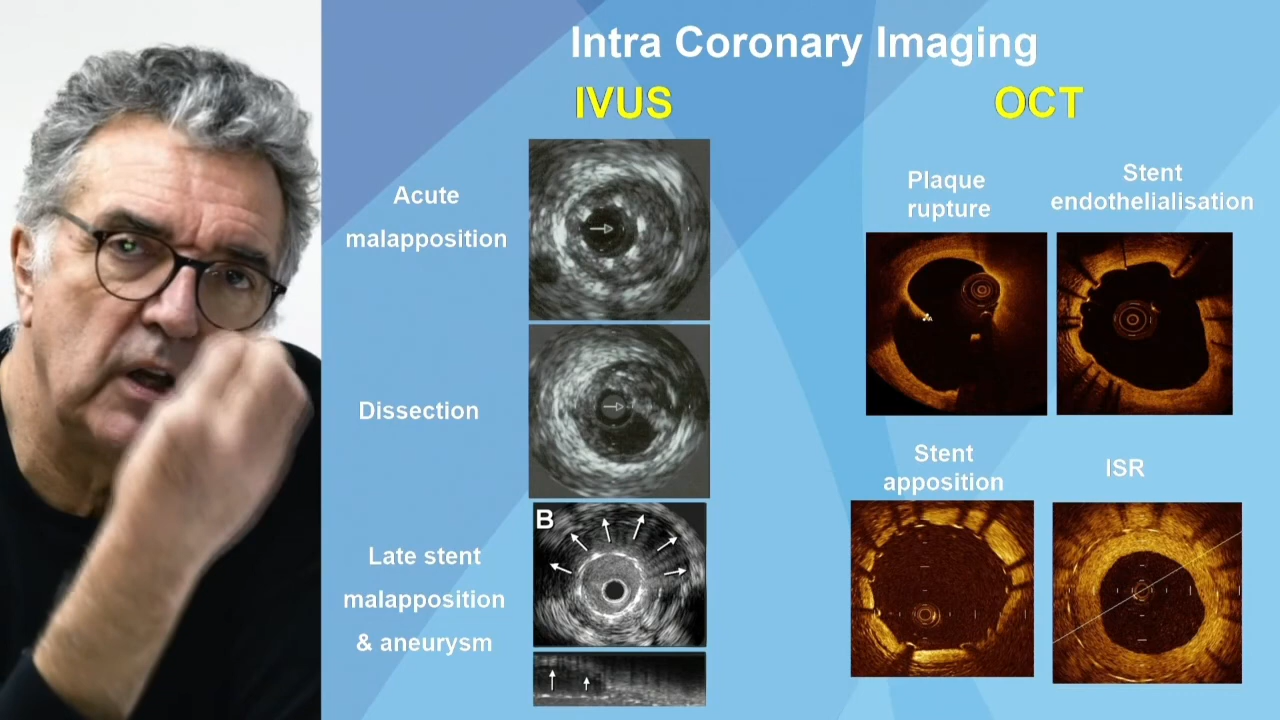 Intra Coronary Imaging
IVUS
OCT
Acute
malapposition
Dissection
B
Late stent
malapposition
& aneurysm
Plaque
rupture
Stent
endothelialisation
Stent
apposition
ISR